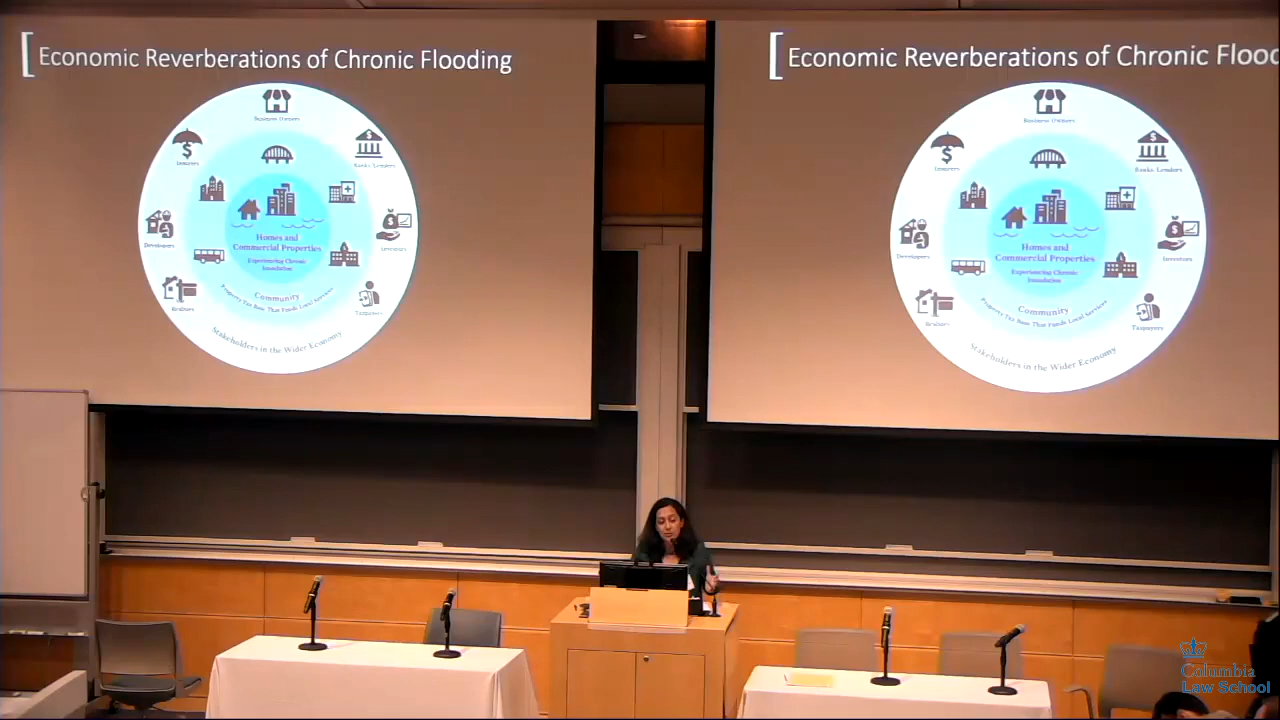 Economic Reverberations of Chronic Flooding
Business Owners
Insurers
Banks/Lenders
Developers
Investors
Homes and
Commercial Properties
Experiencing Chronic
Inundation
Realtors
Taxpayers
Community
Property Tax Base That Funds Local Services
Stakeholders in the Wider Economy
Economic Reverberations of Chronic Flood
Business Owners
Insurers
Banks/Lenders
Developers
Investors
Homes and
Commercial Properties
Experiencing Chronic
Inundation
Realtors
Taxpayers
Community
Property Tax Base That Funds Local Services
Stakeholders in the Wider Economy
Columbia
Law School